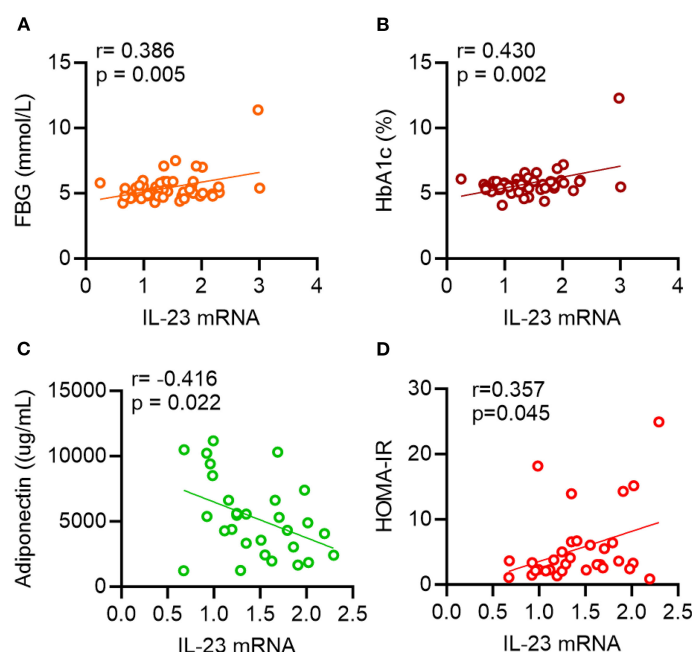 A
r= 0.386
p = 0.005
FBG (mmol/L)
15
10
5
0
0 1 2 3 4
IL-23 mRNA
B
r= 0.430
p = 0.002
HbA1c (%)
15
10
5
0
0 1 2 3 4
IL-23 mRNA
C
r= -0.416
p = 0.022
Adiponectin ((ug/mL)
15000
10000
5000
0
0.0 0.5 1.0 1.5 2.0 2.5
IL-23 mRNA
D
r=0.357
p=0.045
HOMA-IR
30
20
10
0
0.0 0.5 1.0 1.5 2.0 2.5
IL-23 mRNA